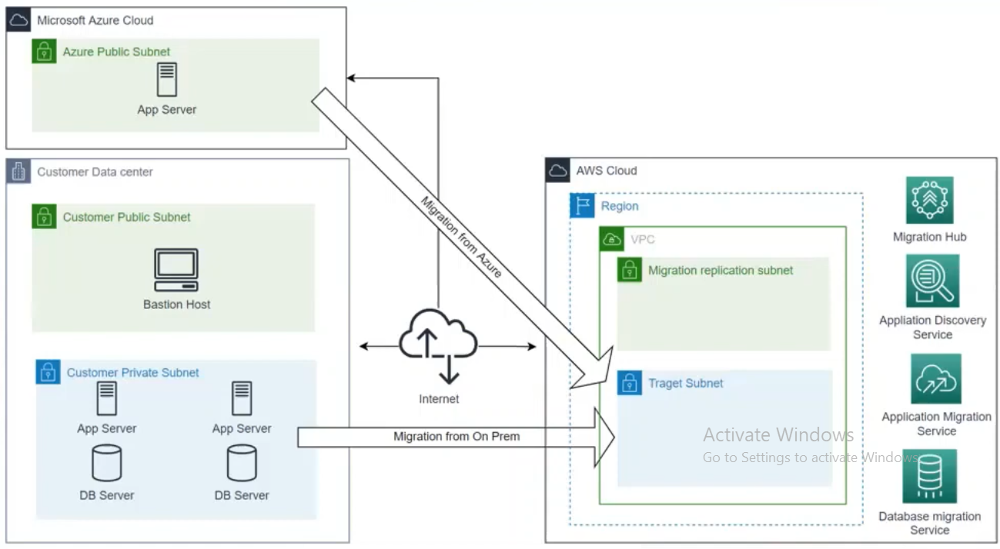 Microsoft Azure Cloud
Azure Public Subnet
App Server
Customer Data center
Customer Public Subnet
Bastion Host
Customer Private Subnet
App Server
App Server
DB Server
DB Server
Migration from Azure
Internet
Migration from On Prem
AWS Cloud
Region
VPC
Migration replication subnet
Traget Subnet
Activate Windows
Go to Settings to activate Windows.
Migration Hub
Appliation Discovery
Service
Application Migration
Service
Database migration
Service